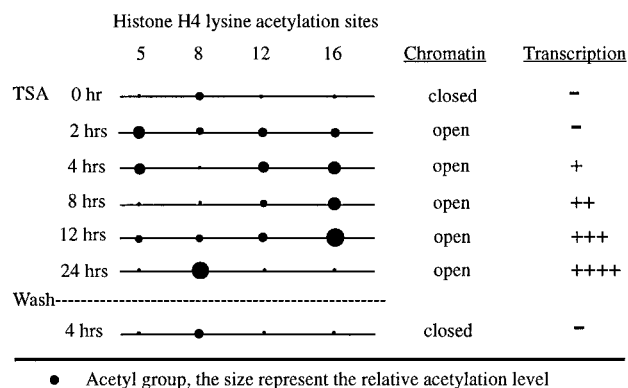 Histone H4 lysine acetylation sites
5 8 12 16 Chromatin Transcription
TSA 0 hr closed -
2 hrs open -
4 hrs open +
8 hrs open ++
12 hrs open +++
24 hrs open ++++
Wash
4 hrs closed -
Acetyl group, the size represent the relative acetylation level